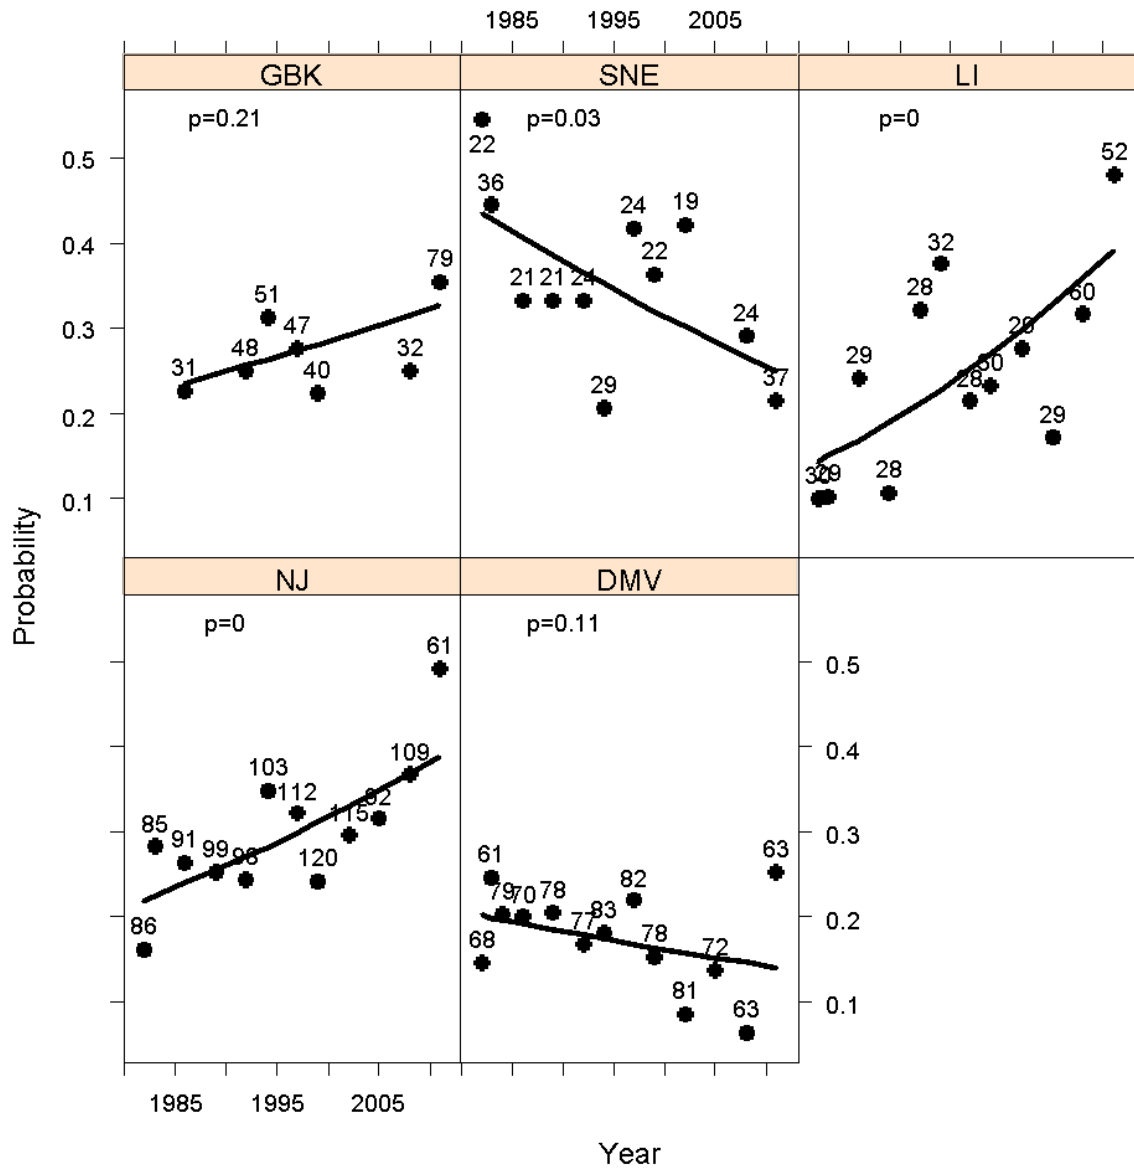 1985 1995 2005
GBK SNE LI
p=0.21 p=0.03 p=0
0.5
0.4
0.3
0.2
0.1
31 48 51 47 40 32 79
22 36 21 21 24 29 24 22 19 24 37
30 29 29 28 28 32 28 29 60 52
Probability
NJ DMV
p=0 p=0.11
86 85 91 99 103 112 120 115 109 61
68 61 79 70 78 77 83 82 78 81 72 63 63
0.5
0.4
0.3
0.2
0.1
1985 1995 2005
Year